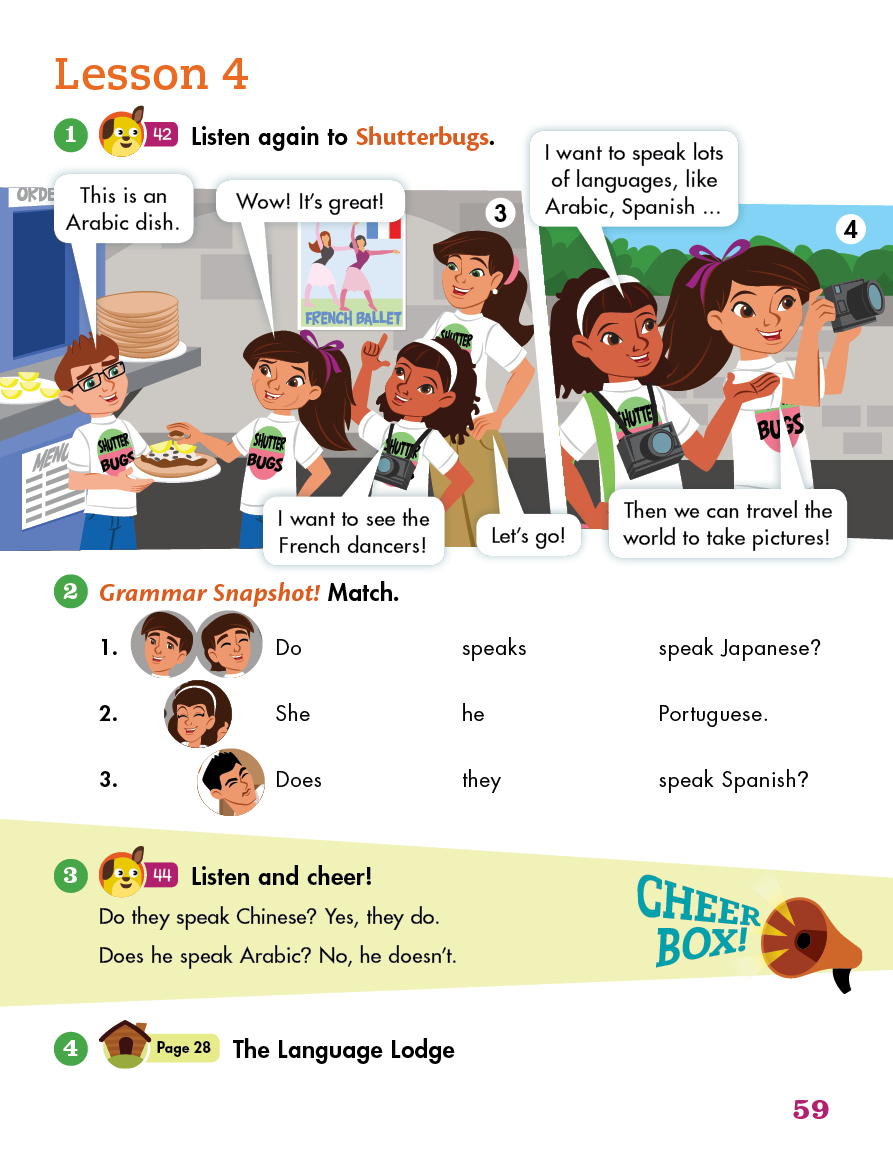 Lesson 4
1 42 Listen again to Shutterbugs.
ORDE
This is an
Arabic dish.
Wow! It's great!
3
FRENCH BALLET
SHUTTER
SHUTTER
BUGS
SHUTTER
BUGS
SHUTTER
MENU
I want to see the
French dancers!
Let's go!
I want to speak lots
of languages, like
Arabic, Spanish ...
4
SHUTTE
BUGS
Then we can travel the
world to take pictures!
2 Grammar Snapshot! Match.
1. Do speaks speak Japanese?
2. She he Portuguese.
3. Does they speak Spanish?
3 44 Listen and cheer!
Do they speak Chinese? Yes, they do.
Does he speak Arabic? No, he doesn't.
CHEER
BOX!
4 Page 28 The Language Lodge
59